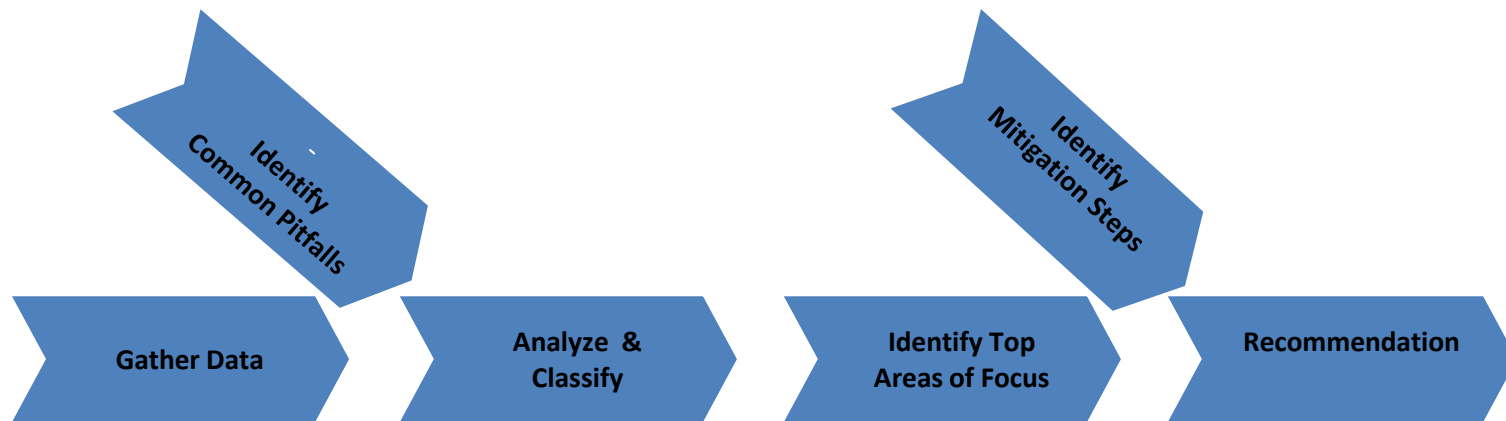 Identify
Common Pitfalls
Identify
Mitigation Steps
Gather Data
Analyze  &
Classify
Identify Top
Areas of Focus
Recommendation